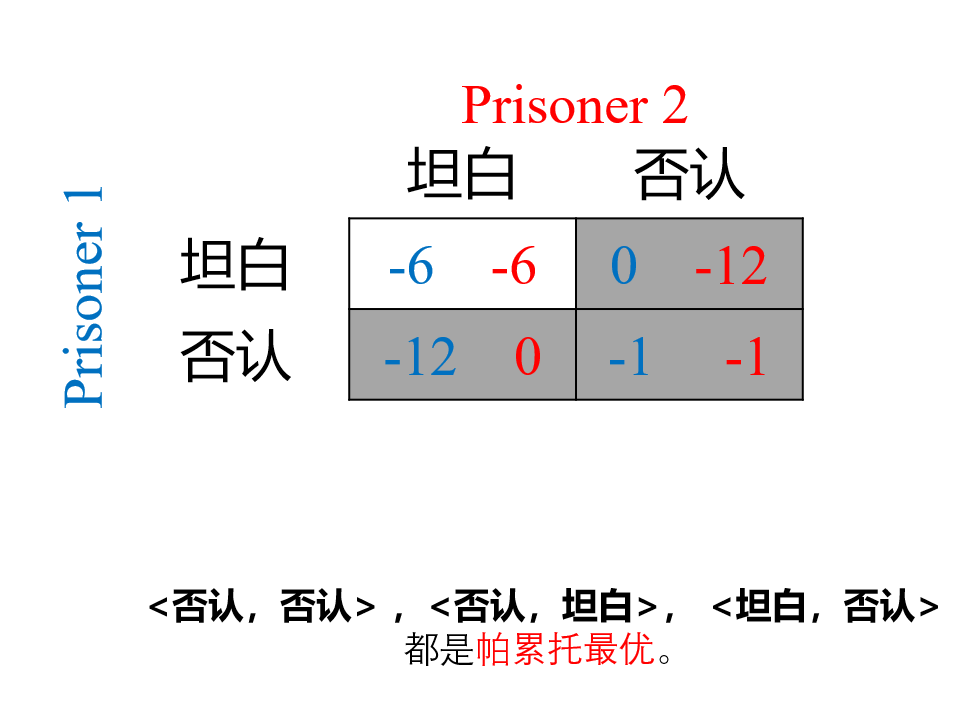 Prisoner 2
坦白 否认
Prisoner 1
坦白 -6 -6 0 -12
否认 -12 0 -1 -1
<否认，否认>，<否认，坦白>， <坦白，否认>
都是帕累托最优。